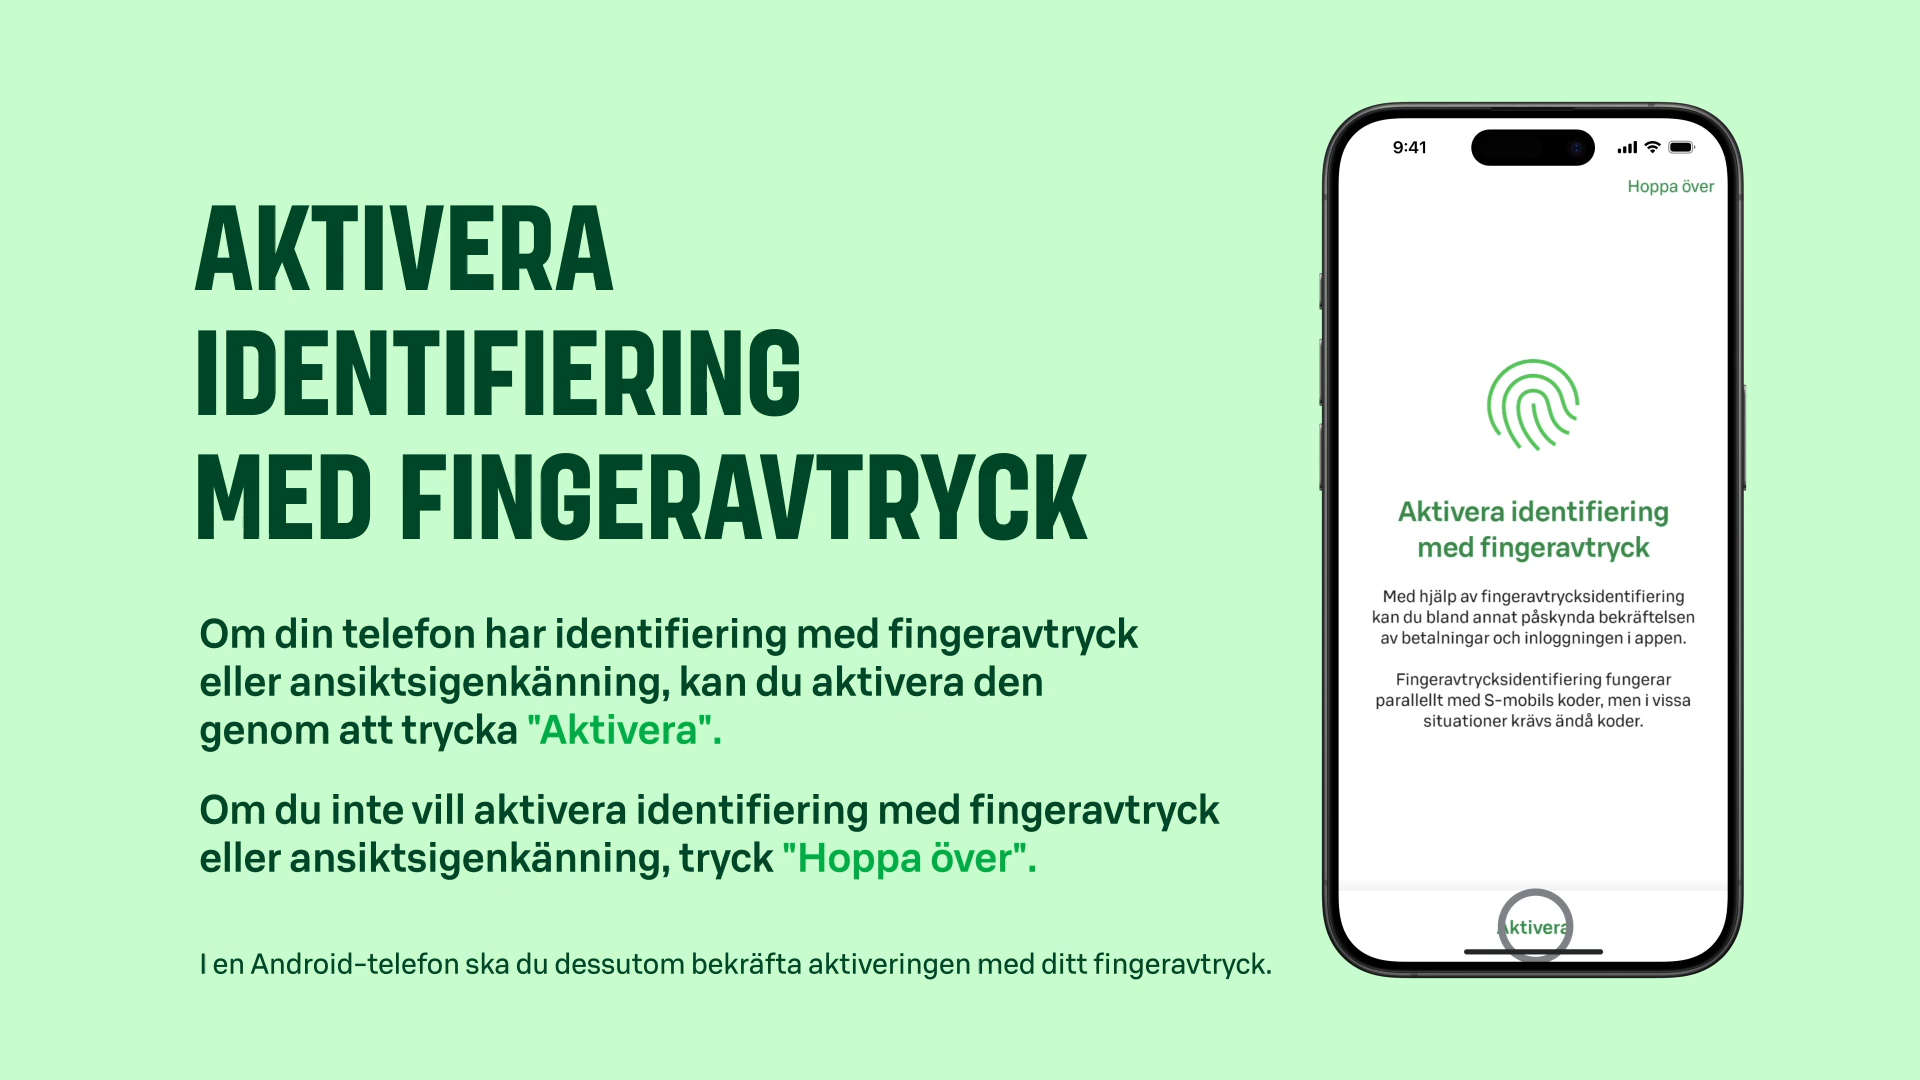 AKTIVERA
IDENTIFIERING
MED FINGERAVTRYCK
Om din telefon har identifiering med fingeravtryck
eller ansiktsigenkänning, kan du aktivera den
genom att trycka "Aktivera".
Om du inte vill aktivera identifiering med fingeravtryck
eller ansiktsigenkänning, tryck "Hoppa över".
I en Android-telefon ska du dessutom bekräfta aktiveringen med ditt fingeravtryck.
9:41
Hoppa över
Aktivera identifiering
med fingeravtryck
Med hjälp av fingeravtrycksidentifiering
kan du bland annat påskynda bekräftelsen
av betalningar och inloggningen i appen.
Fingeravtrycksidentifiering fungerar
parallellt med S-mobils koder, men i vissa
situationer krävs ändå koder.
Aktivera